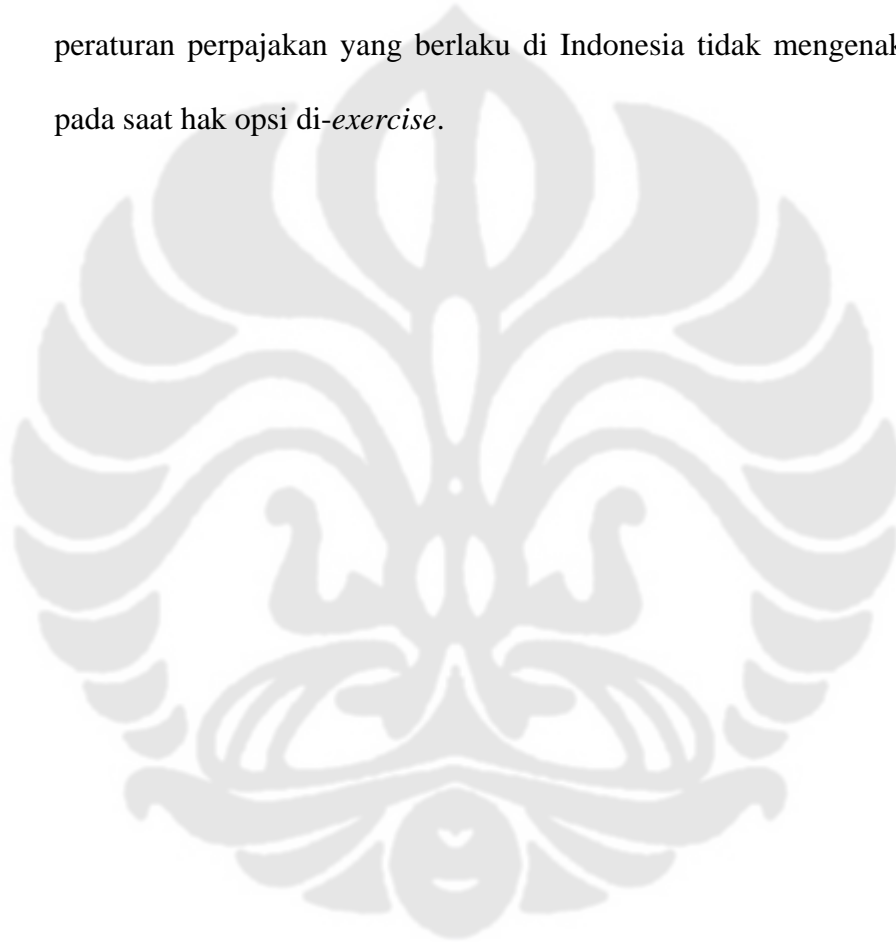 peraturan perpajakan yang berlaku di Indonesia tidak mengenak
pada saat hak opsi di-exercise.